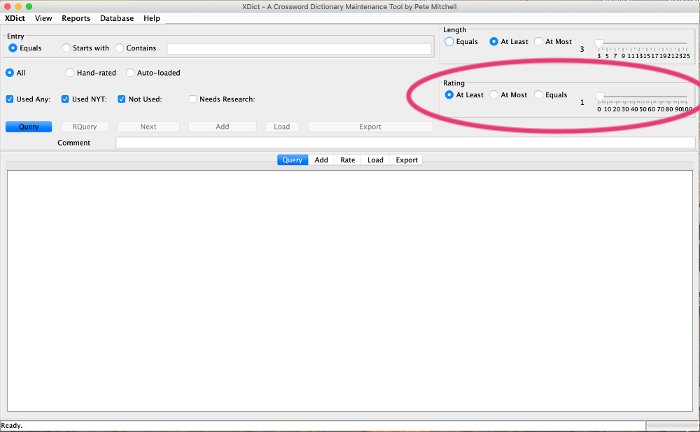 XDict - A Crossword Dictionary Maintenance Tool by Pete Mitchell
XDict View Reports Database Help
Entry
Equals Starts with Contains
Length
Equals At Least At Most 3
3 5 7 9 11 13 15 17 19 21 23 25
All Hand-rated Auto-loaded
Rating
At Least At Most Equals 1
0 10 20 30 40 50 60 70 80 90 100
Used Any: Used NYT: Not Used: Needs Research:
Query RQuery Next Add Load Export
Comment
Query Add Rate Load Export
Ready.